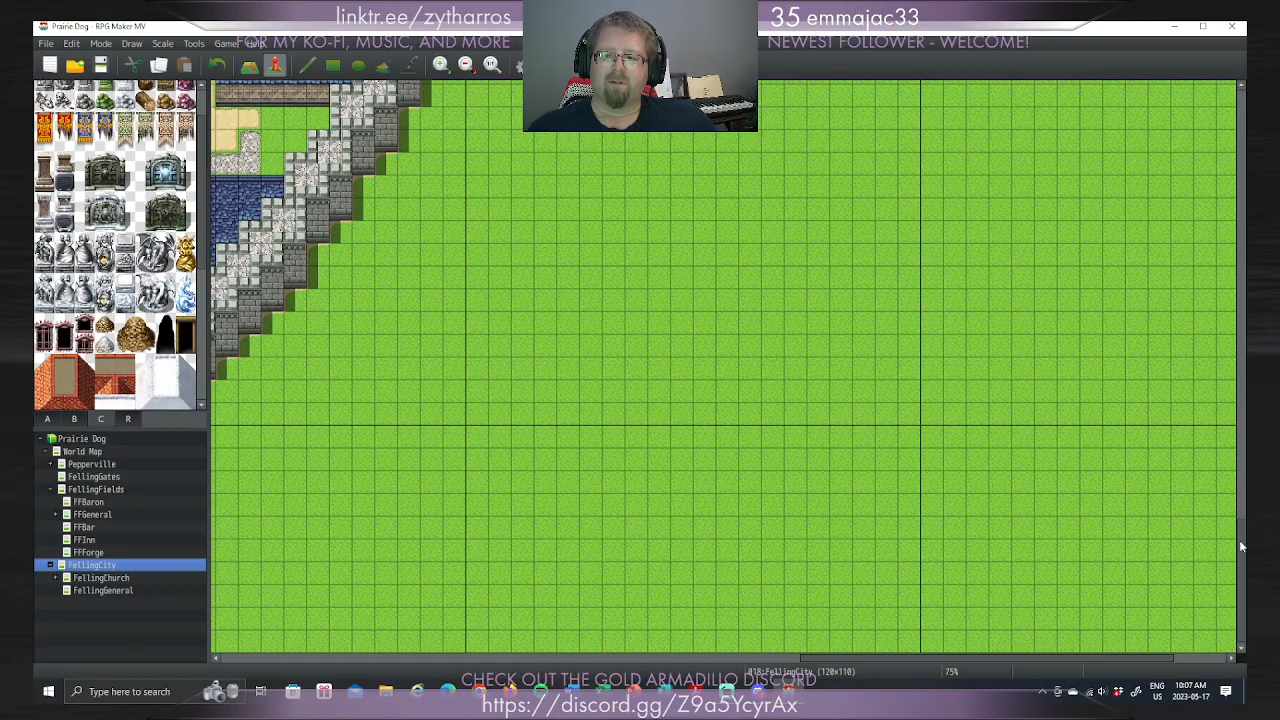 linktr.ee/zytharros
35 emmajac33
Prairie Dog - RPG Maker MV
FOR MY KO-FI, MUSIC, AND MORE
NEWEST FOLLOWER - WELCOME!
File Edit Mode Draw Scale Tools Game Help
A B C R
Prairie Dog
World Map
Pepperville
FellingGates
FellingFields
FFBaron
FFGeneral
FFBar
FFInn
FFForge
FellingCity
FellingChurch
FellingGeneral
018:FellingCity (120x110) 75%
CHECK OUT THE GOLD ARMADILLO DISCORD
https://discord.gg/Z9a5YcyrAx
Type here to search
ENG
US
10:07 AM
2023-05-17